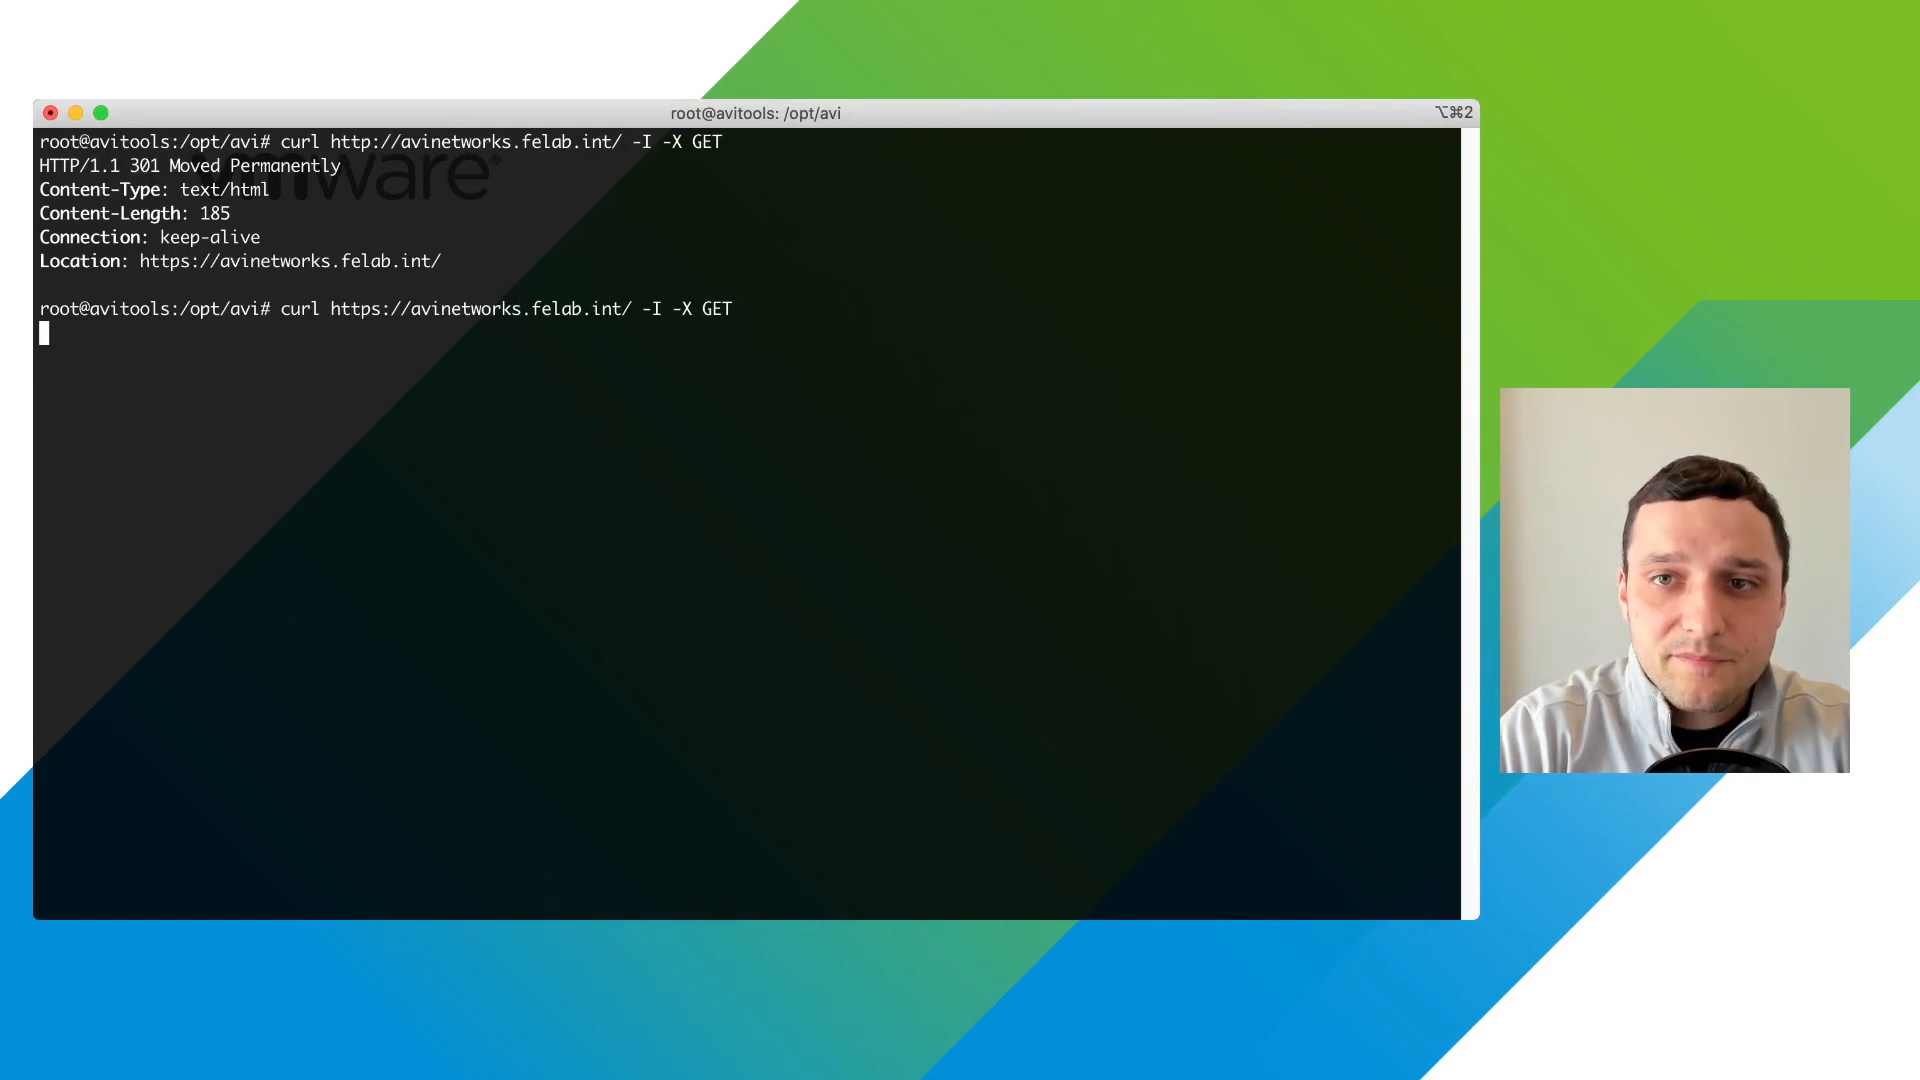 root@avitools: /opt/avi
⌥⌘2
root@avitools:/opt/avi# curl http://avinetworks.felab.int/ -I -X GET
HTTP/1.1 301 Moved Permanently
Content-Type: text/html
Content-Length: 185
Connection: keep-alive
Location: https://avinetworks.felab.int/
root@avitools:/opt/avi# curl https://avinetworks.felab.int/ -I -X GET
vmware®